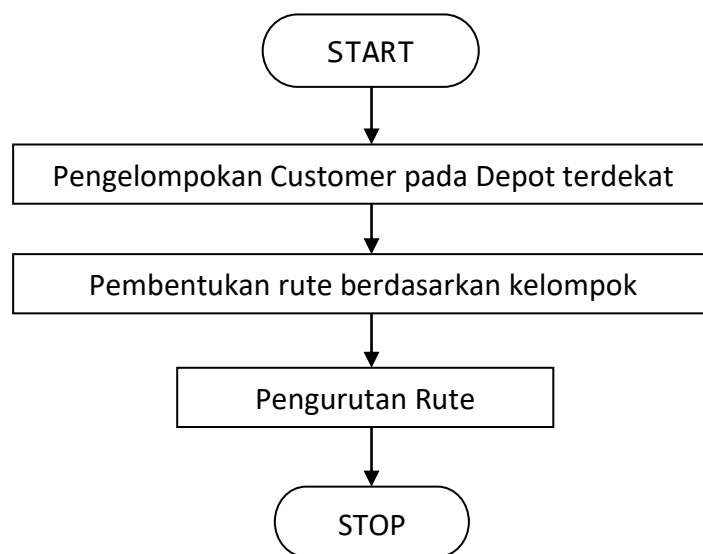 START
Pengelompokan Customer pada Depot terdekat
Pembentukan rute berdasarkan kelompok
Pengurutan Rute
STOP